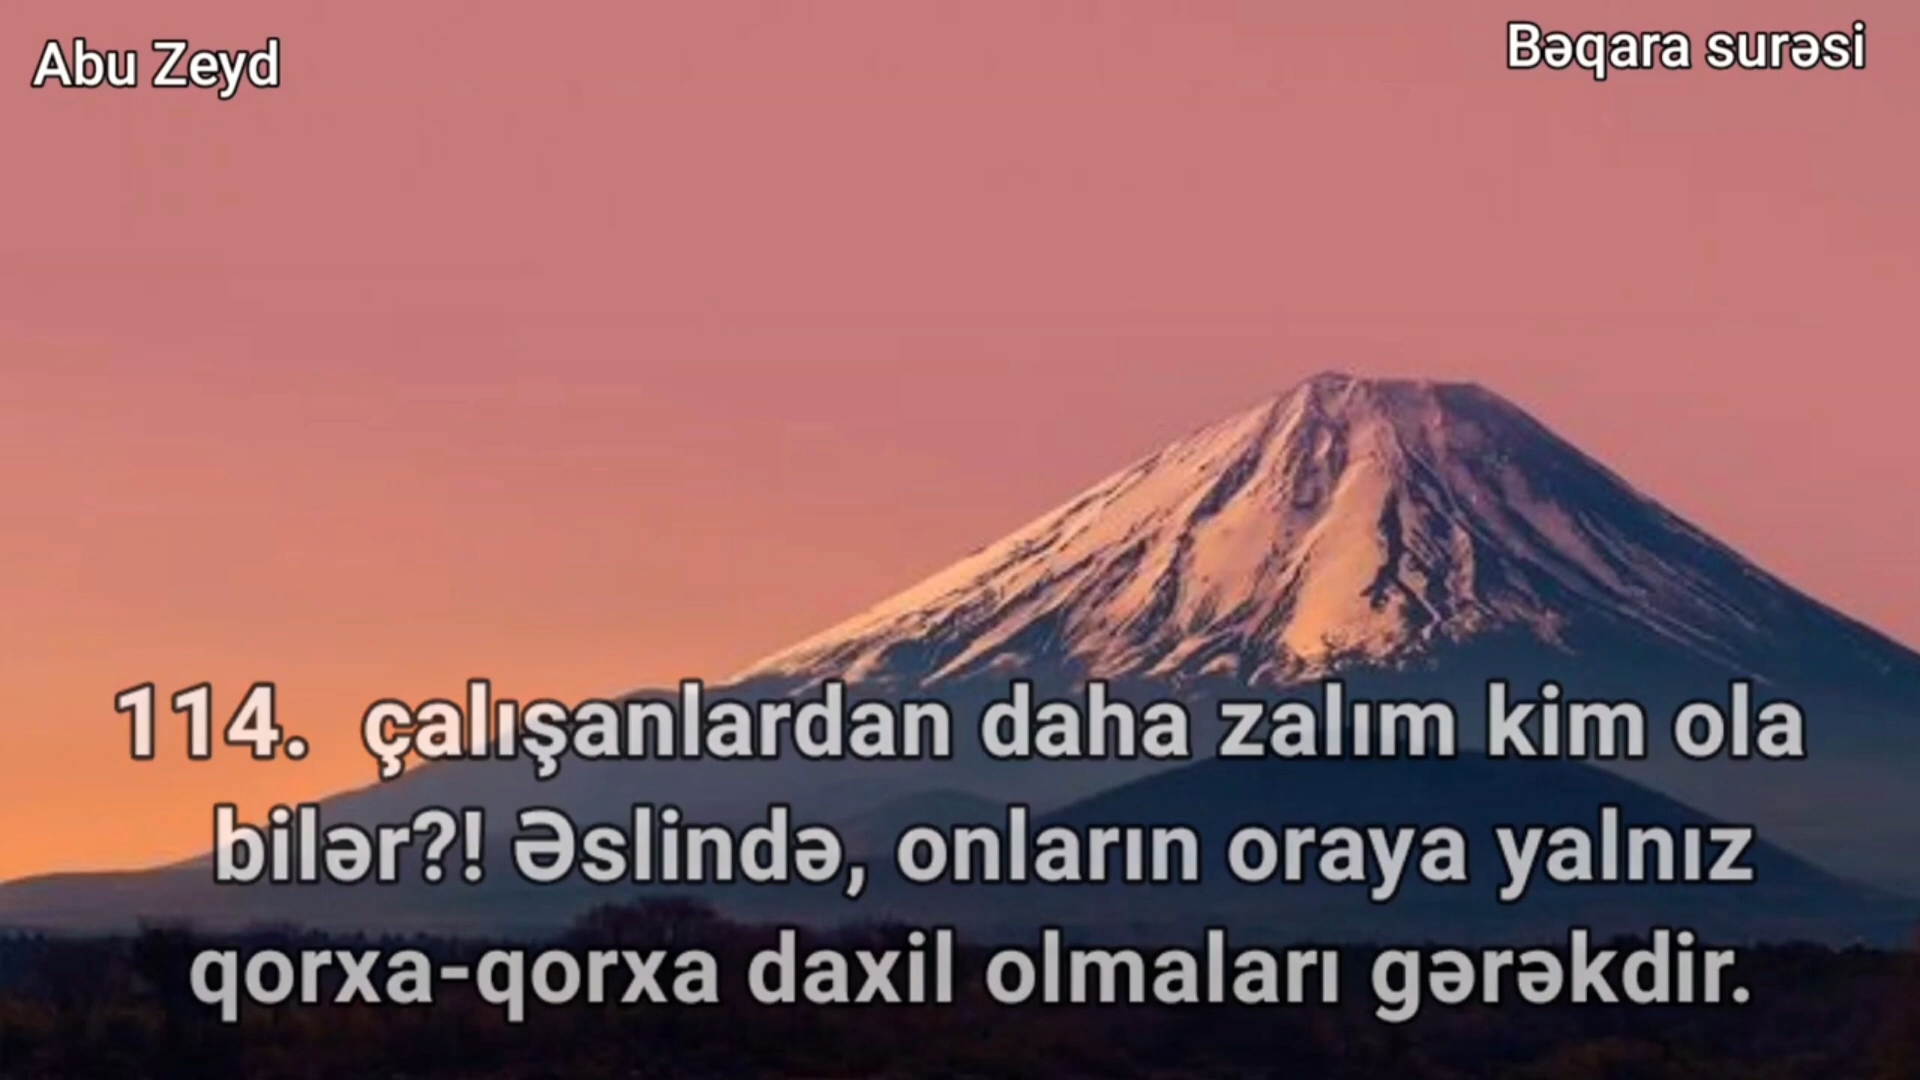 Abu Zeyd
Bəqara surəsi
114. çalışanlardan daha zalım kim ola
bilər?! Əslində, onların oraya yalnız
qorxa-qorxa daxil olmaları gərəkdir.